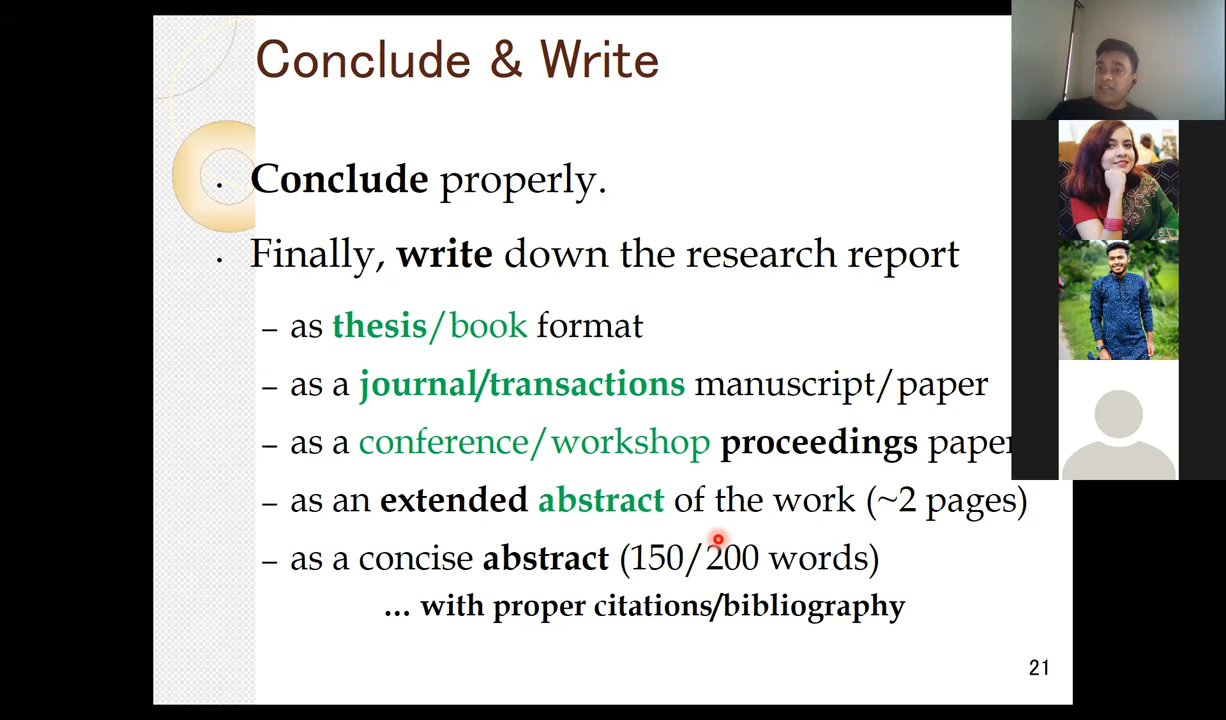 Conclude & Write
· Conclude properly.
· Finally, write down the research report
– as thesis/book format
– as a journal/transactions manuscript/paper
– as a conference/workshop proceedings paper
– as an extended abstract of the work (~2 pages)
– as a concise abstract (150/200 words)
... with proper citations/bibliography
21